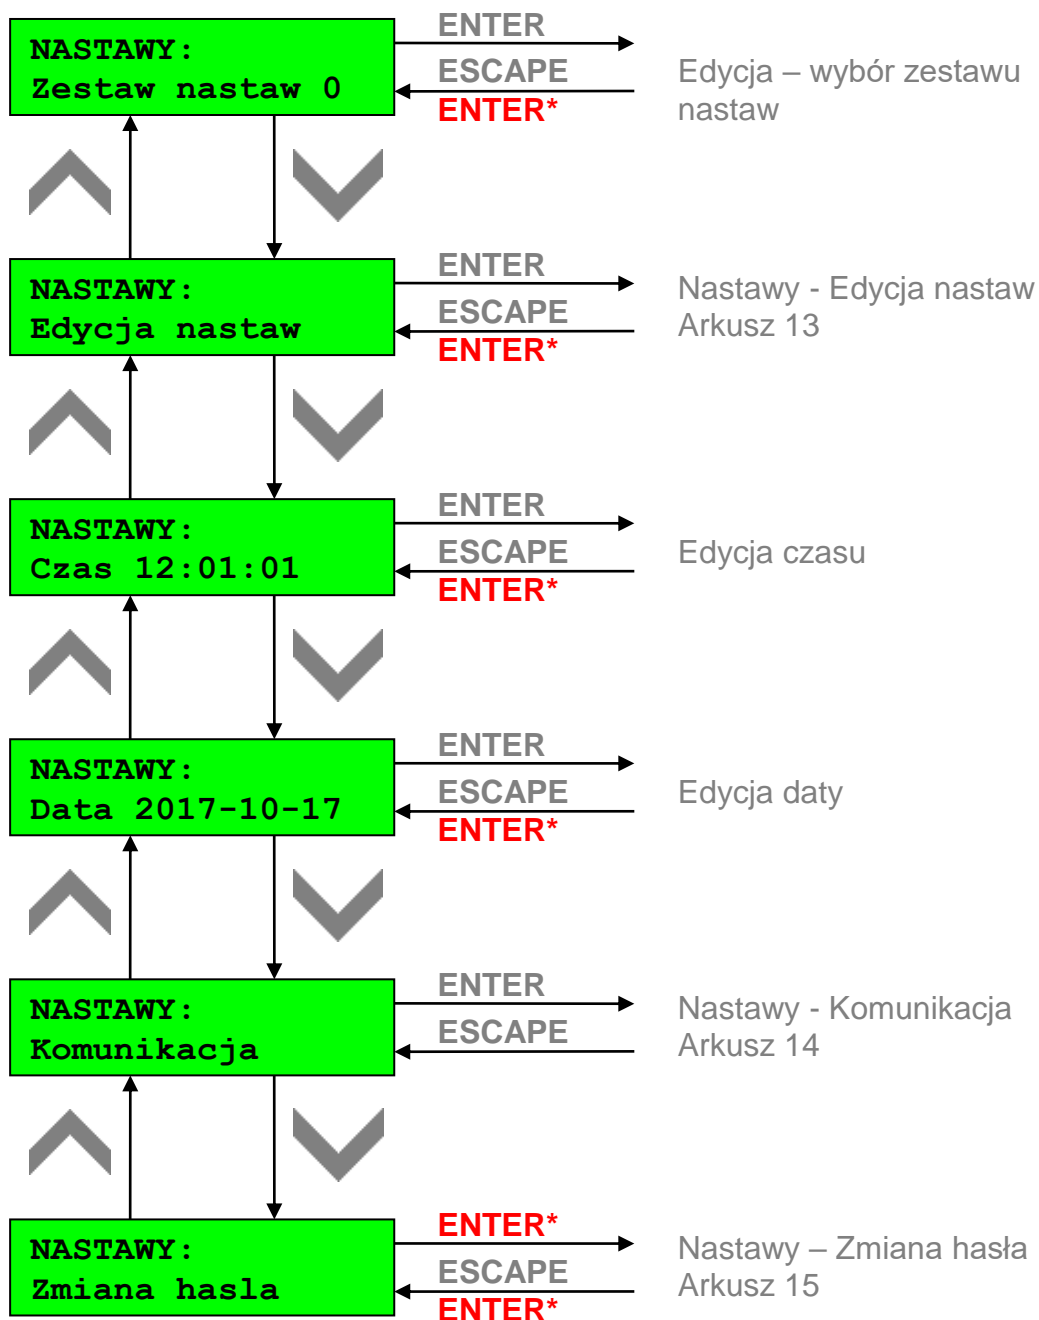 NASTAWY:
Zestaw nastaw 0
ENTER
ESCAPE
ENTER*
Edycja – wybór zestawu
nastaw
NASTAWY:
Edycja nastaw
ENTER
ESCAPE
ENTER*
Nastawy - Edycja nastaw
Arkusz 13
NASTAWY:
Czas 12:01:01
ENTER
ESCAPE
ENTER*
Edycja czasu
NASTAWY:
Data 2017-10-17
ENTER
ESCAPE
ENTER*
Edycja daty
NASTAWY:
Komunikacja
ENTER
ESCAPE
Nastawy - Komunikacja
Arkusz 14
NASTAWY:
Zmiana hasla
ENTER*
ESCAPE
ENTER*
Nastawy – Zmiana hasła
Arkusz 15